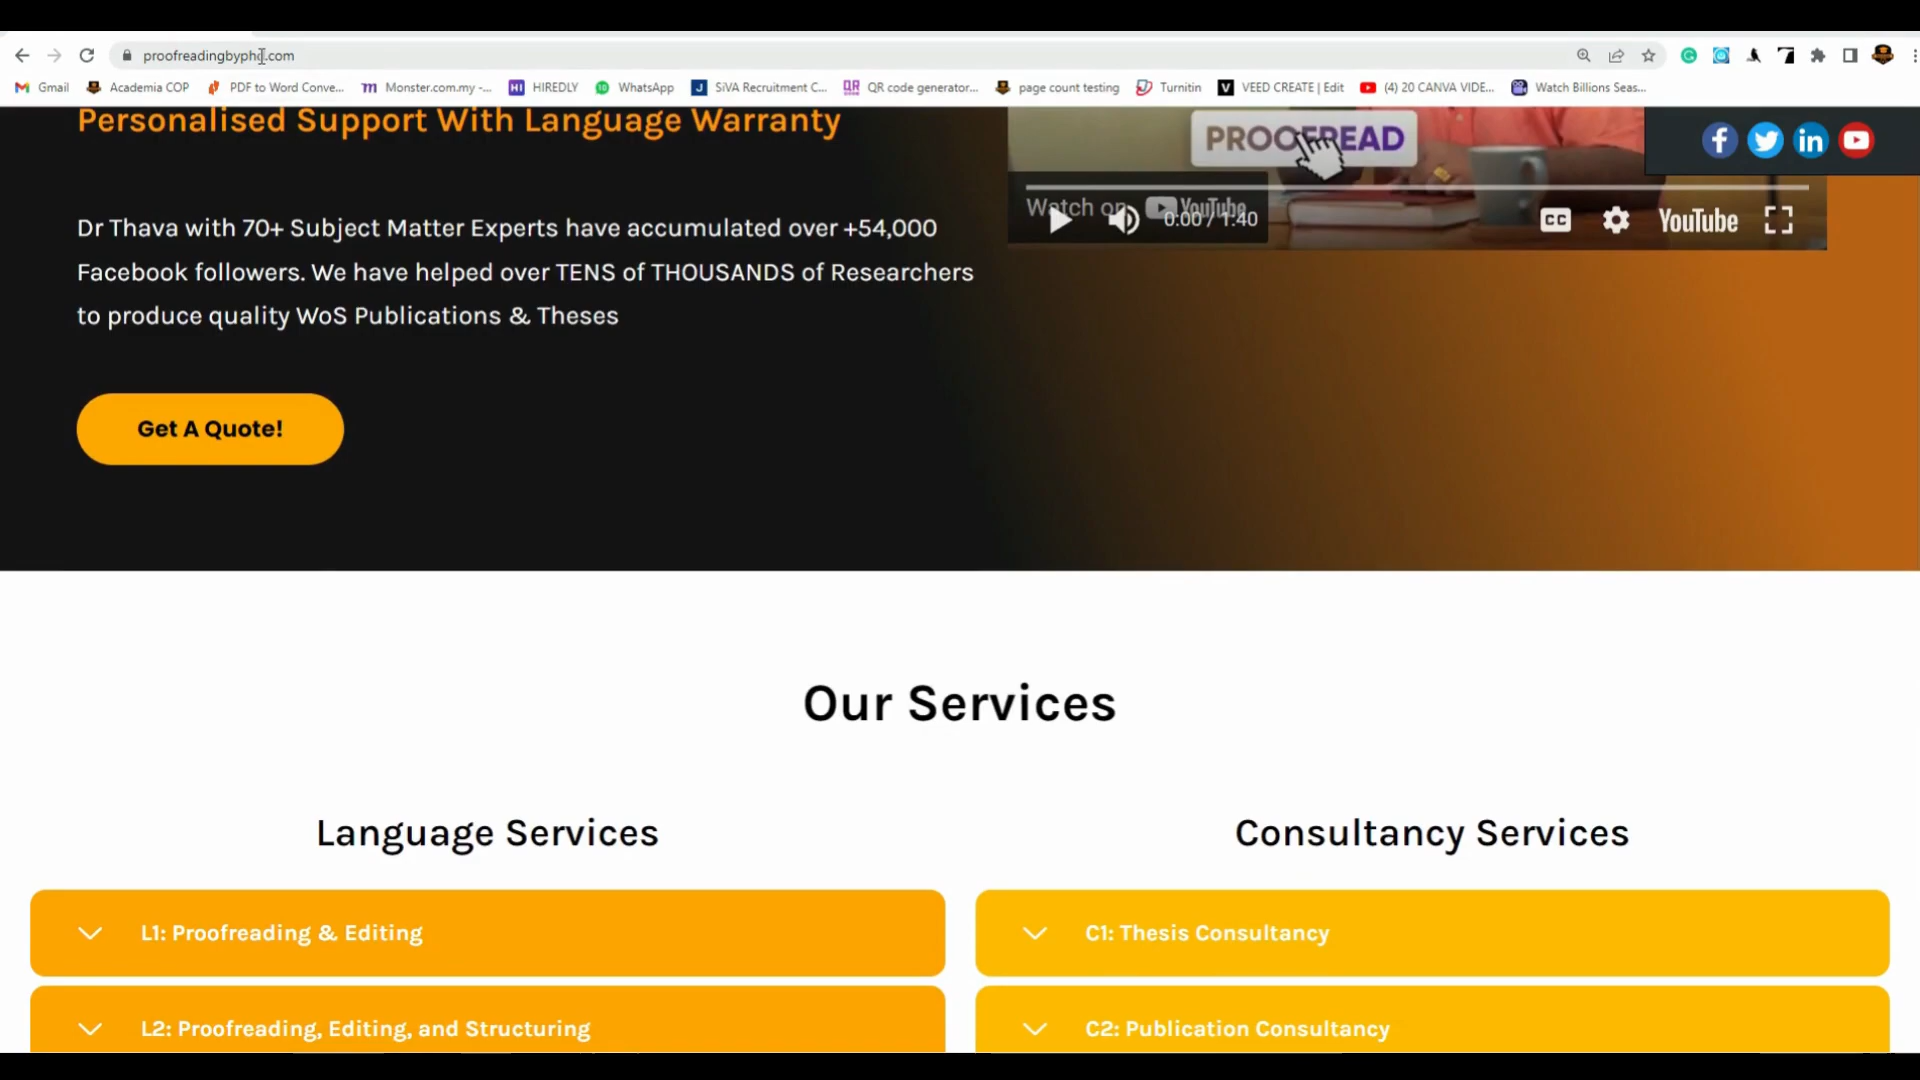 proofreadingbyphd.com
Gmail
Academia COP
PDF to Word Conve...
Monster.com.my -...
HI
HIREDLY
WhatsApp
J
SiVA Recruitment C...
QR
QR code generator...
page count testing
Turnitin
V
VEED CREATE | Edit
(4) 20 CANVA VIDE...
Watch Billions Seas...
Personalised Support With Language Warranty
PROOFREAD
Watch on YouTube
0:00 / 1:40
CC
YouTube
Dr Thava with 70+ Subject Matter Experts have accumulated over +54,000
Facebook followers. We have helped over TENS of THOUSANDS of Researchers
to produce quality WoS Publications & Theses
Get A Quote!
Our Services
Language Services
Consultancy Services
L1: Proofreading & Editing
C1: Thesis Consultancy
L2: Proofreading, Editing, and Structuring
C2: Publication Consultancy